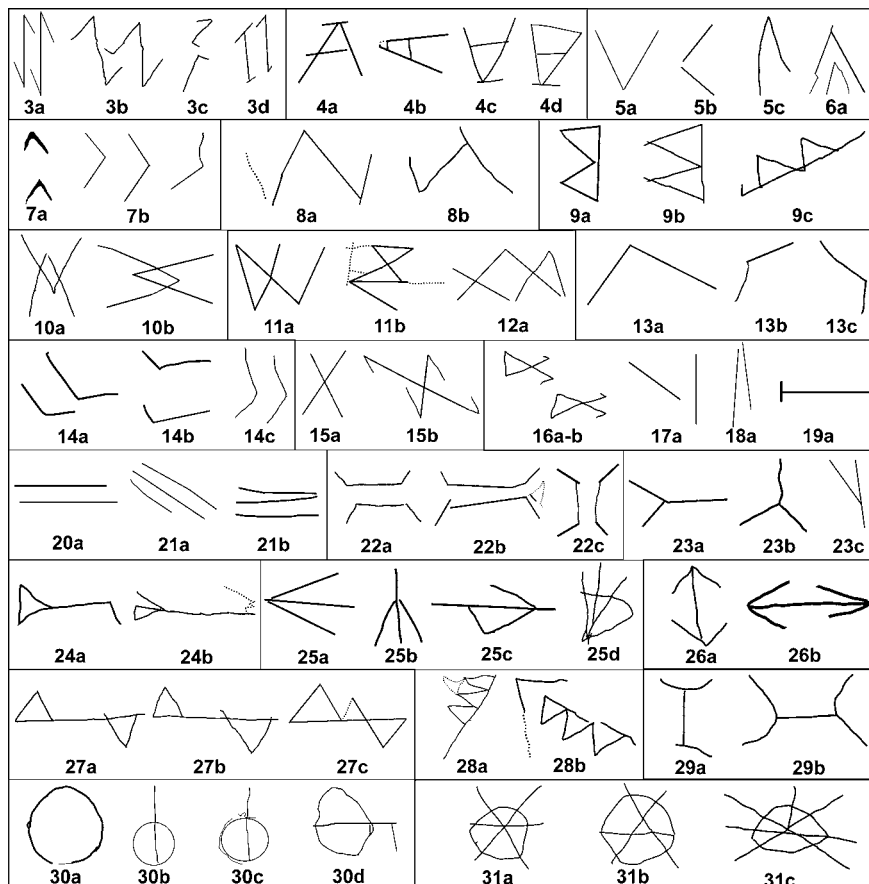 3a 3b 3c 3d 4a 4b 4c 4d 5a 5b 5c 6a
7a 7b 8a 8b 9a 9b 9c
10a 10b 11a 11b 12a 13a 13b 13c
14a 14b 14c 15a 15b 16a-b 17a 18a 19a
20a 21a 21b 22a 22b 22c 23a 23b 23c
24a 24b 25a 25b 25c 25d 26a 26b
27a 27b 27c 28a 28b 29a 29b
30a 30b 30c 30d 31a 31b 31c